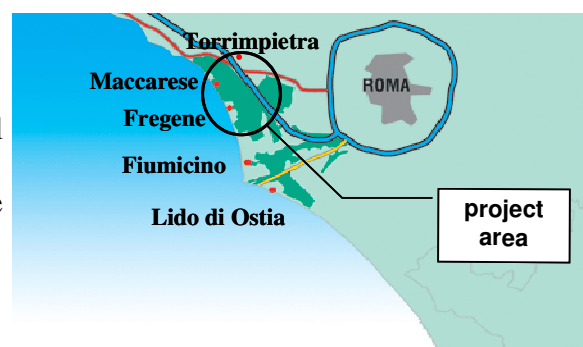 Torrimpietra
Maccarese
ROMA
Fregene
Fiumicino
Lido di Ostia
project
area